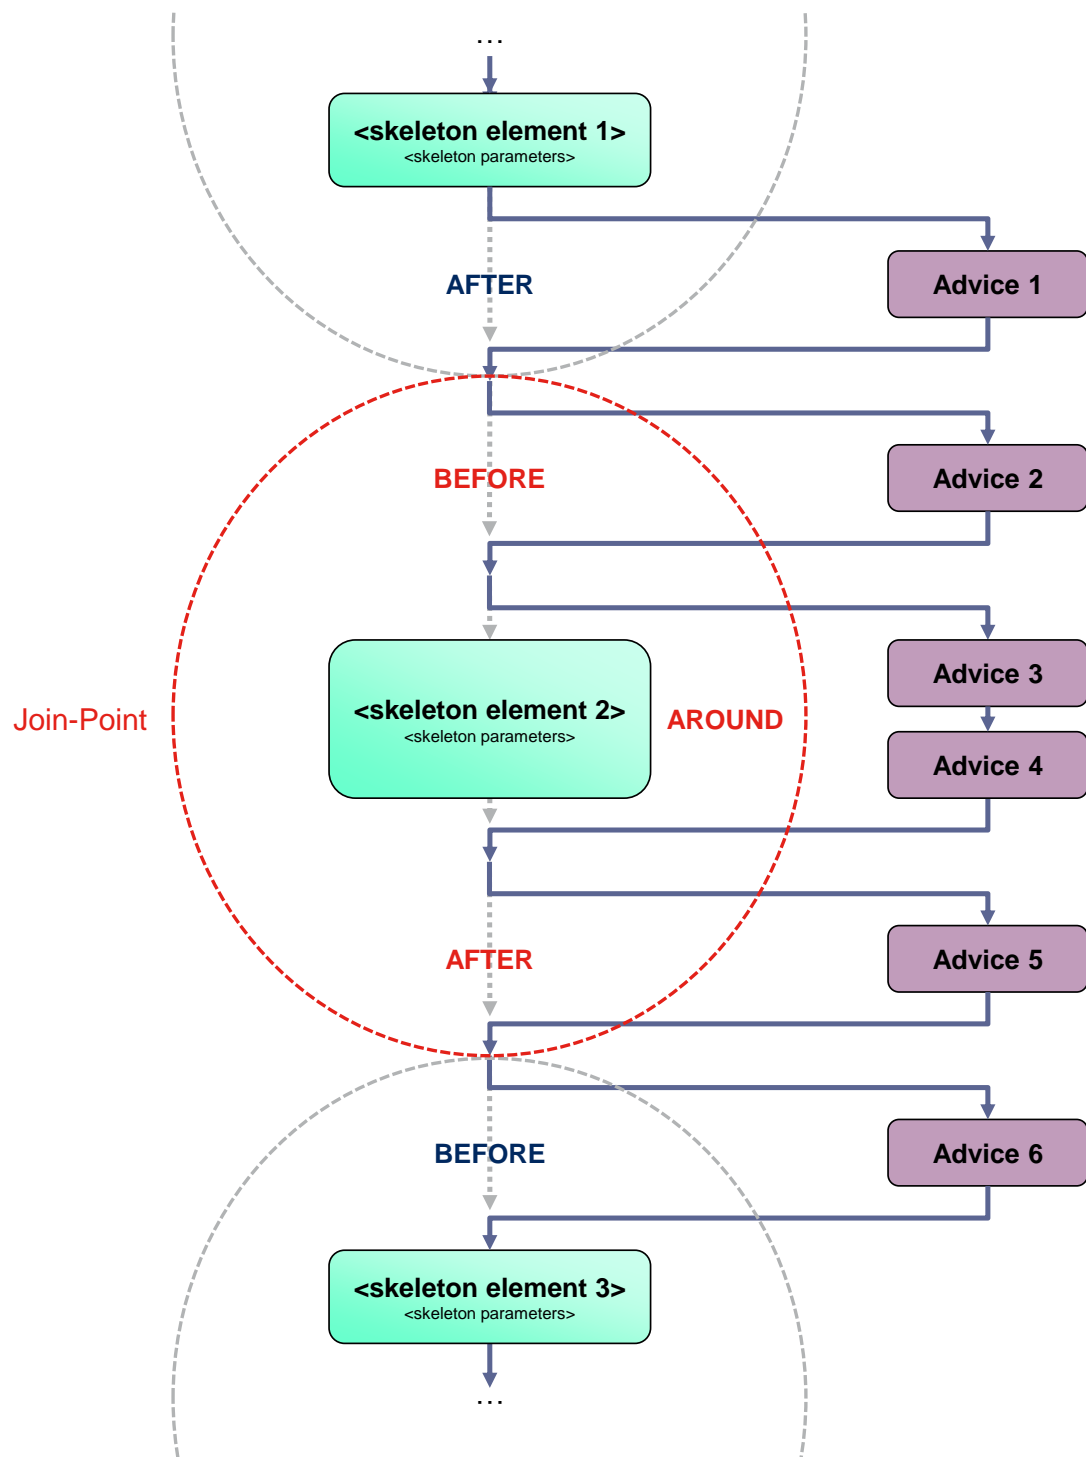 ...
<skeleton element 1>
<skeleton parameters>
AFTER
Advice 1
BEFORE
Advice 2
Advice 3
Join-Point
<skeleton element 2>
<skeleton parameters>
AROUND
Advice 4
AFTER
Advice 5
BEFORE
Advice 6
<skeleton element 3>
<skeleton parameters>
...